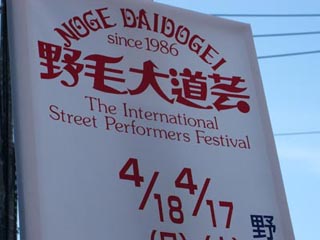 NOGE DAIDOGEI
since 1986
野毛大道芸
The International
Street Performers Festival
4/18 4/17
野